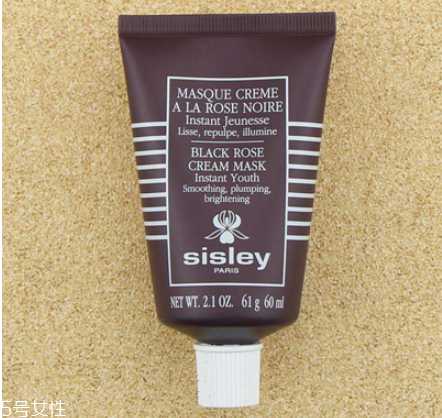 MASQUE CREME
A LA ROSE NOIRE
Instant Jeunesse
Lisse, repulpe, illumine
BLACK ROSE
CREAM MASK
Instant Youth
Smoothing, plumping,
brightening
sisley
PARIS
NET WT. 2.1 OZ. 61 g 60 ml
5号女性